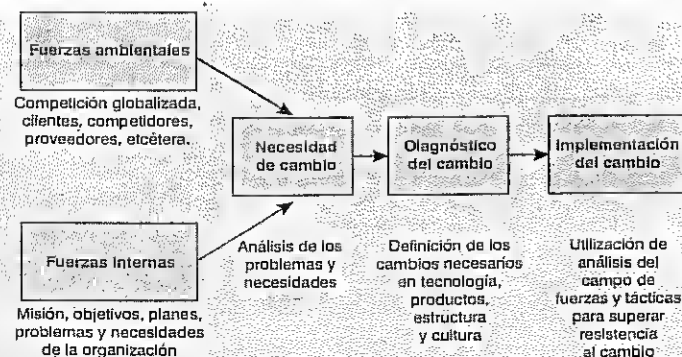 Fuerzas ambientales
Competición globalizada,
clientes, competidores,
proveedores, etcétera.
Fuerzas internas
Misión, objetivos, planes,
problemas y necesidades
de la organización
Necesidad
de cambio
Análisis de los
problemas y
necesidades
Diagnóstico
del cambio
Definición de los
cambios necesarios
en tecnología,
productos,
estructura
y cultura
Implementación
del cambio
Utilización de
análisis del
campo de
fuerzas y tácticas
para superar
resistencia
al cambio